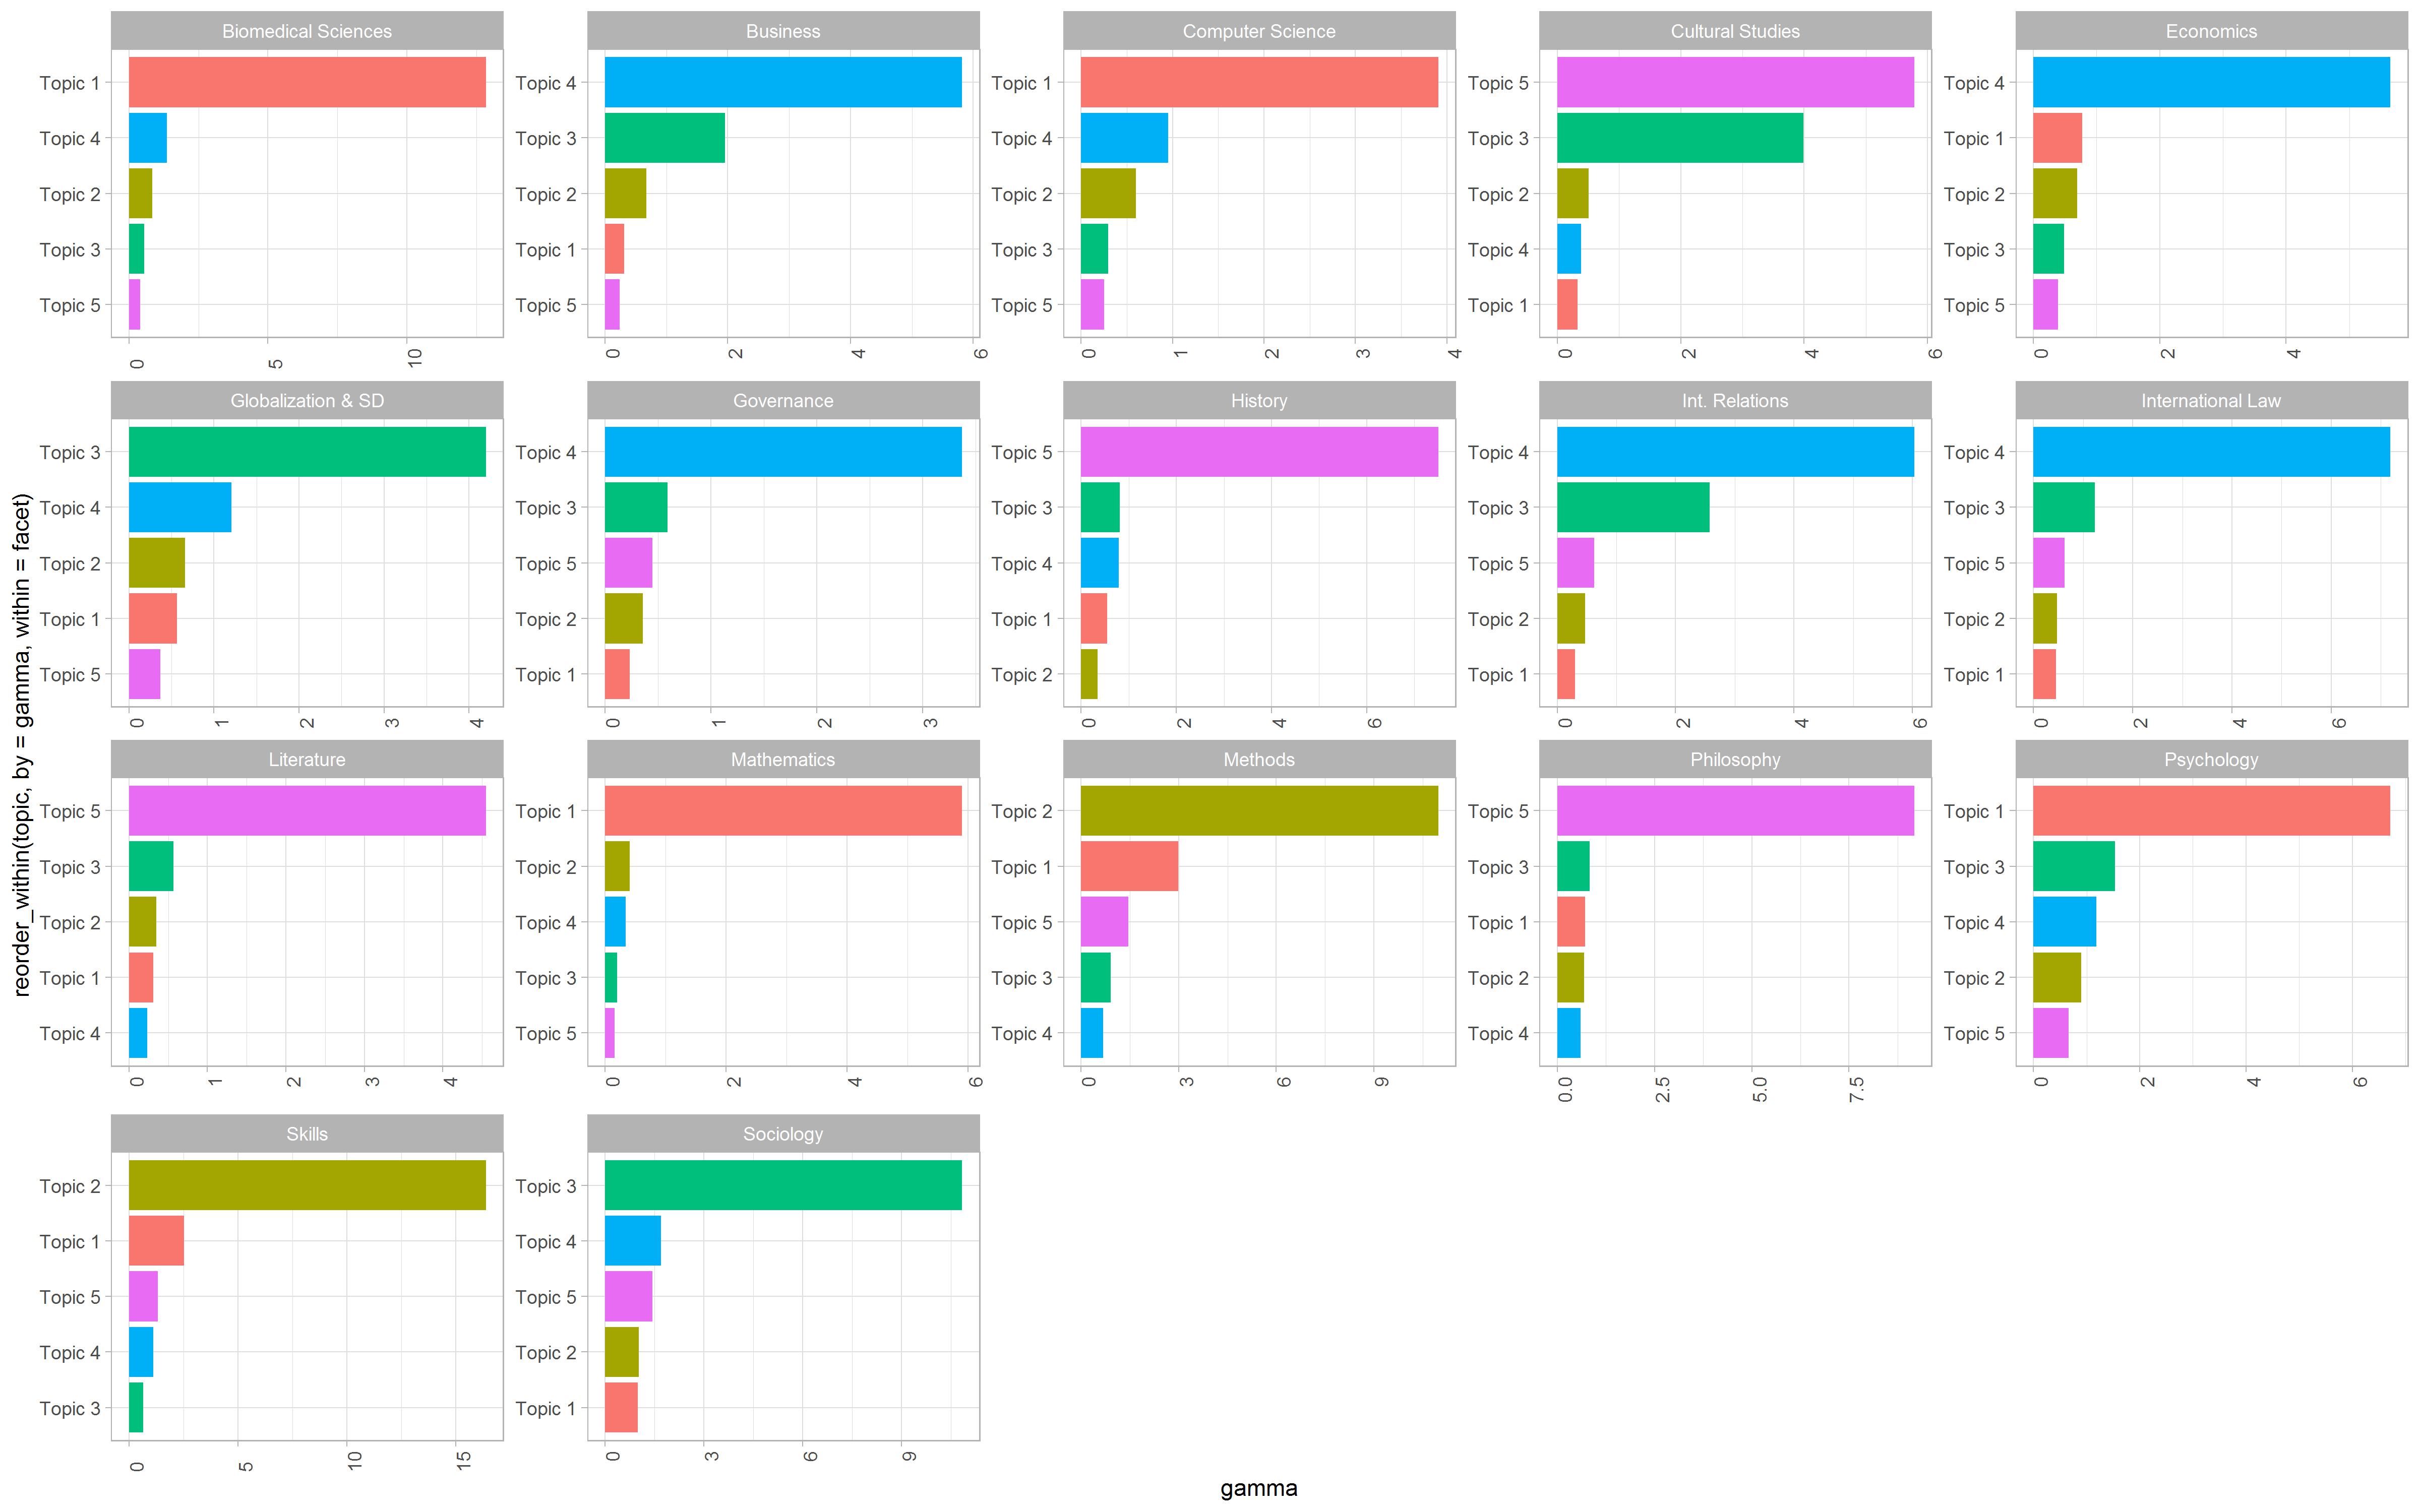 Biomedical Sciences
Topic 1
Topic 4
Topic 2
Topic 3
Topic 5
0 5 10
Business
Topic 4
Topic 3
Topic 2
Topic 1
Topic 5
0 2 4 6
Computer Science
Topic 1
Topic 4
Topic 2
Topic 3
Topic 5
0 1 2 3 4
Cultural Studies
Topic 5
Topic 3
Topic 2
Topic 4
Topic 1
0 2 4 6
Economics
Topic 4
Topic 1
Topic 2
Topic 3
Topic 5
0 2 4
Globalization & SD
Topic 3
Topic 4
Topic 2
Topic 1
Topic 5
0 1 2 3 4
Governance
Topic 4
Topic 3
Topic 5
Topic 2
Topic 1
0 1 2 3
History
Topic 5
Topic 3
Topic 4
Topic 1
Topic 2
0 2 4 6
Int. Relations
Topic 4
Topic 3
Topic 5
Topic 2
Topic 1
0 2 4 6
International Law
Topic 4
Topic 3
Topic 5
Topic 2
Topic 1
0 2 4 6
Literature
Topic 5
Topic 3
Topic 2
Topic 1
Topic 4
0 1 2 3 4
Mathematics
Topic 1
Topic 2
Topic 4
Topic 3
Topic 5
0 2 4 6
Methods
Topic 2
Topic 1
Topic 5
Topic 3
Topic 4
0 3 6 9
Philosophy
Topic 5
Topic 3
Topic 1
Topic 2
Topic 4
0.0 2.5 5.0 7.5
Psychology
Topic 1
Topic 3
Topic 4
Topic 2
Topic 5
0 2 4 6
Skills
Topic 2
Topic 1
Topic 5
Topic 4
Topic 3
0 5 10 15
Sociology
Topic 3
Topic 4
Topic 5
Topic 2
Topic 1
0 3 6 9
reorder_within(topic, by = gamma, within = facet)
gamma